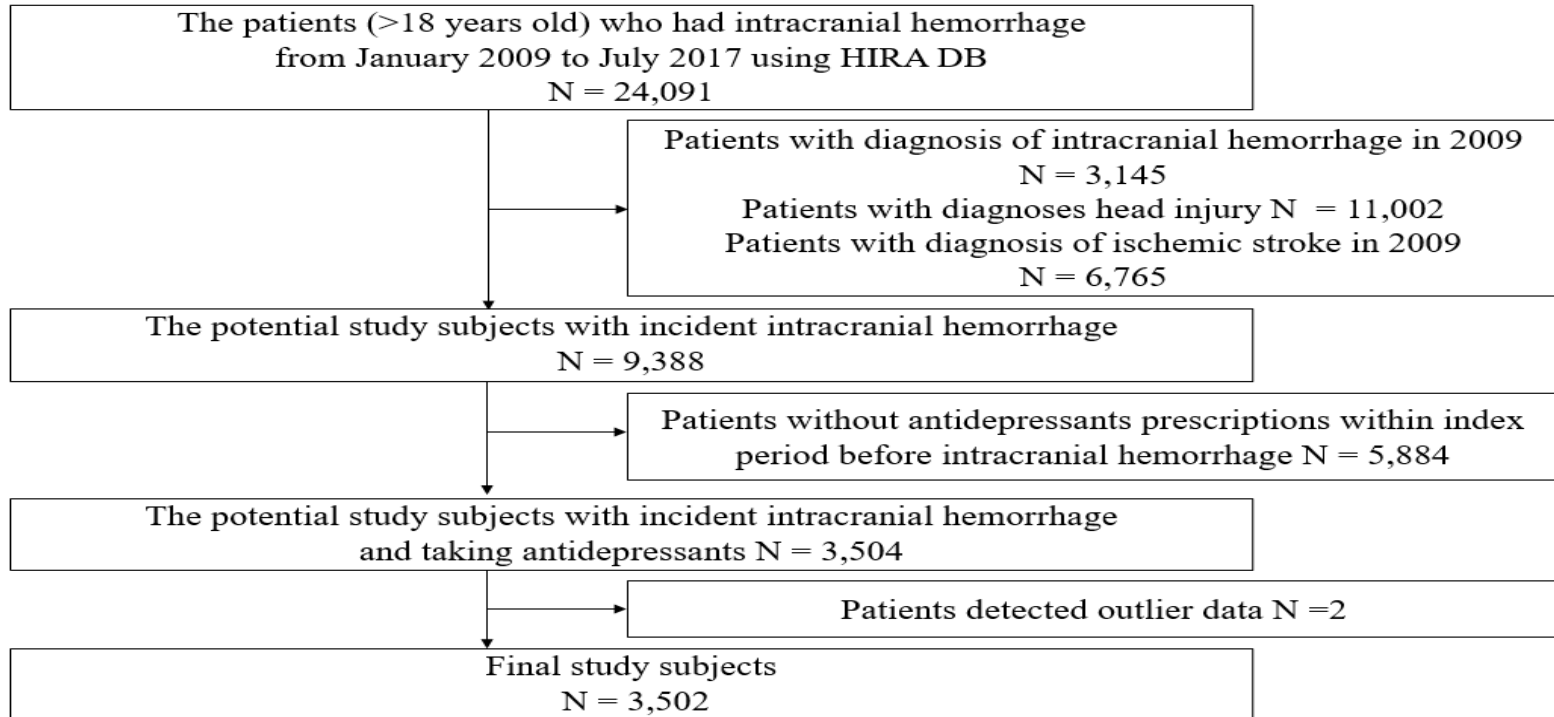 The patients (>18 years old) who had intracranial hemorrhage
from January 2009 to July 2017 using HIRA DB
N = 24,091
Patients with diagnosis of intracranial hemorrhage in 2009
N = 3,145
Patients with diagnoses head injury N  = 11,002
Patients with diagnosis of ischemic stroke in 2009
N = 6,765
The potential study subjects with incident intracranial hemorrhage
N = 9,388
Patients without antidepressants prescriptions within index
period before intracranial hemorrhage N = 5,884
The potential study subjects with incident intracranial hemorrhage
and taking antidepressants N = 3,504
Patients detected outlier data N =2
Final study subjects
N = 3,502